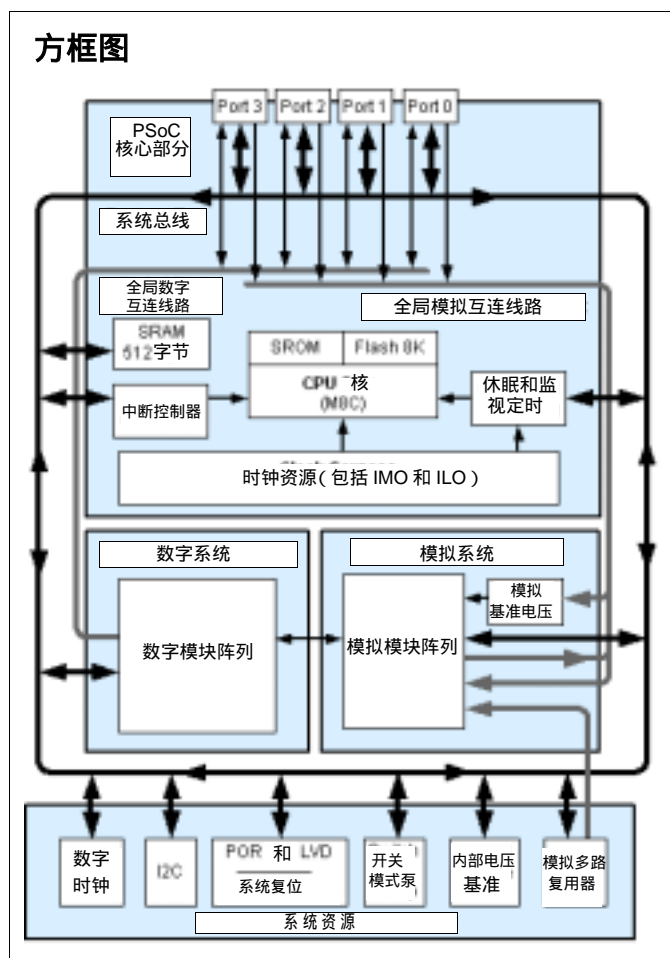 方框图
Port 3
Port 2
Port 1
Port 0
PSoC
核心部分
系统总线
全局数字
互连线路
全局模拟互连线路
SRAM
512字节
SROM
Flash 8K
CPU 核
(M8C)
中断控制器
休眠和监
视定时
时钟资源(包括 IMO 和 ILO)
数字系统
模拟系统
数字模块阵列
模拟模块阵列
模拟
基准电压
数字
时钟
I2C
POR 和 LVD
系统复位
开关
模式泵
内部电压
基准
模拟多路
复用器
系统资源